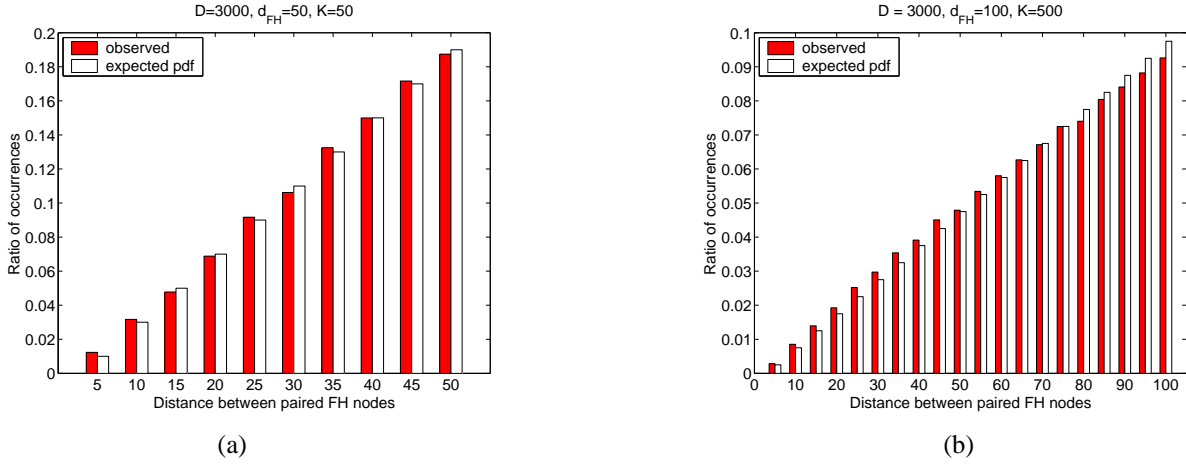 D=3000, d_FH=50, K=50
0.2
0.18
0.16
0.14
0.12
0.1
0.08
0.06
0.04
0.02
0
Ratio of occurrences
observed
expected pdf
5 10 15 20 25 30 35 40 45 50
Distance between paired FH nodes
(a)
D = 3000, d_FH=100, K=500
0.1
0.09
0.08
0.07
0.06
0.05
0.04
0.03
0.02
0.01
0
Ratio of occurrences
observed
expected pdf
0 10 20 30 40 50 60 70 80 90 100
Distance between paired FH nodes
(b)